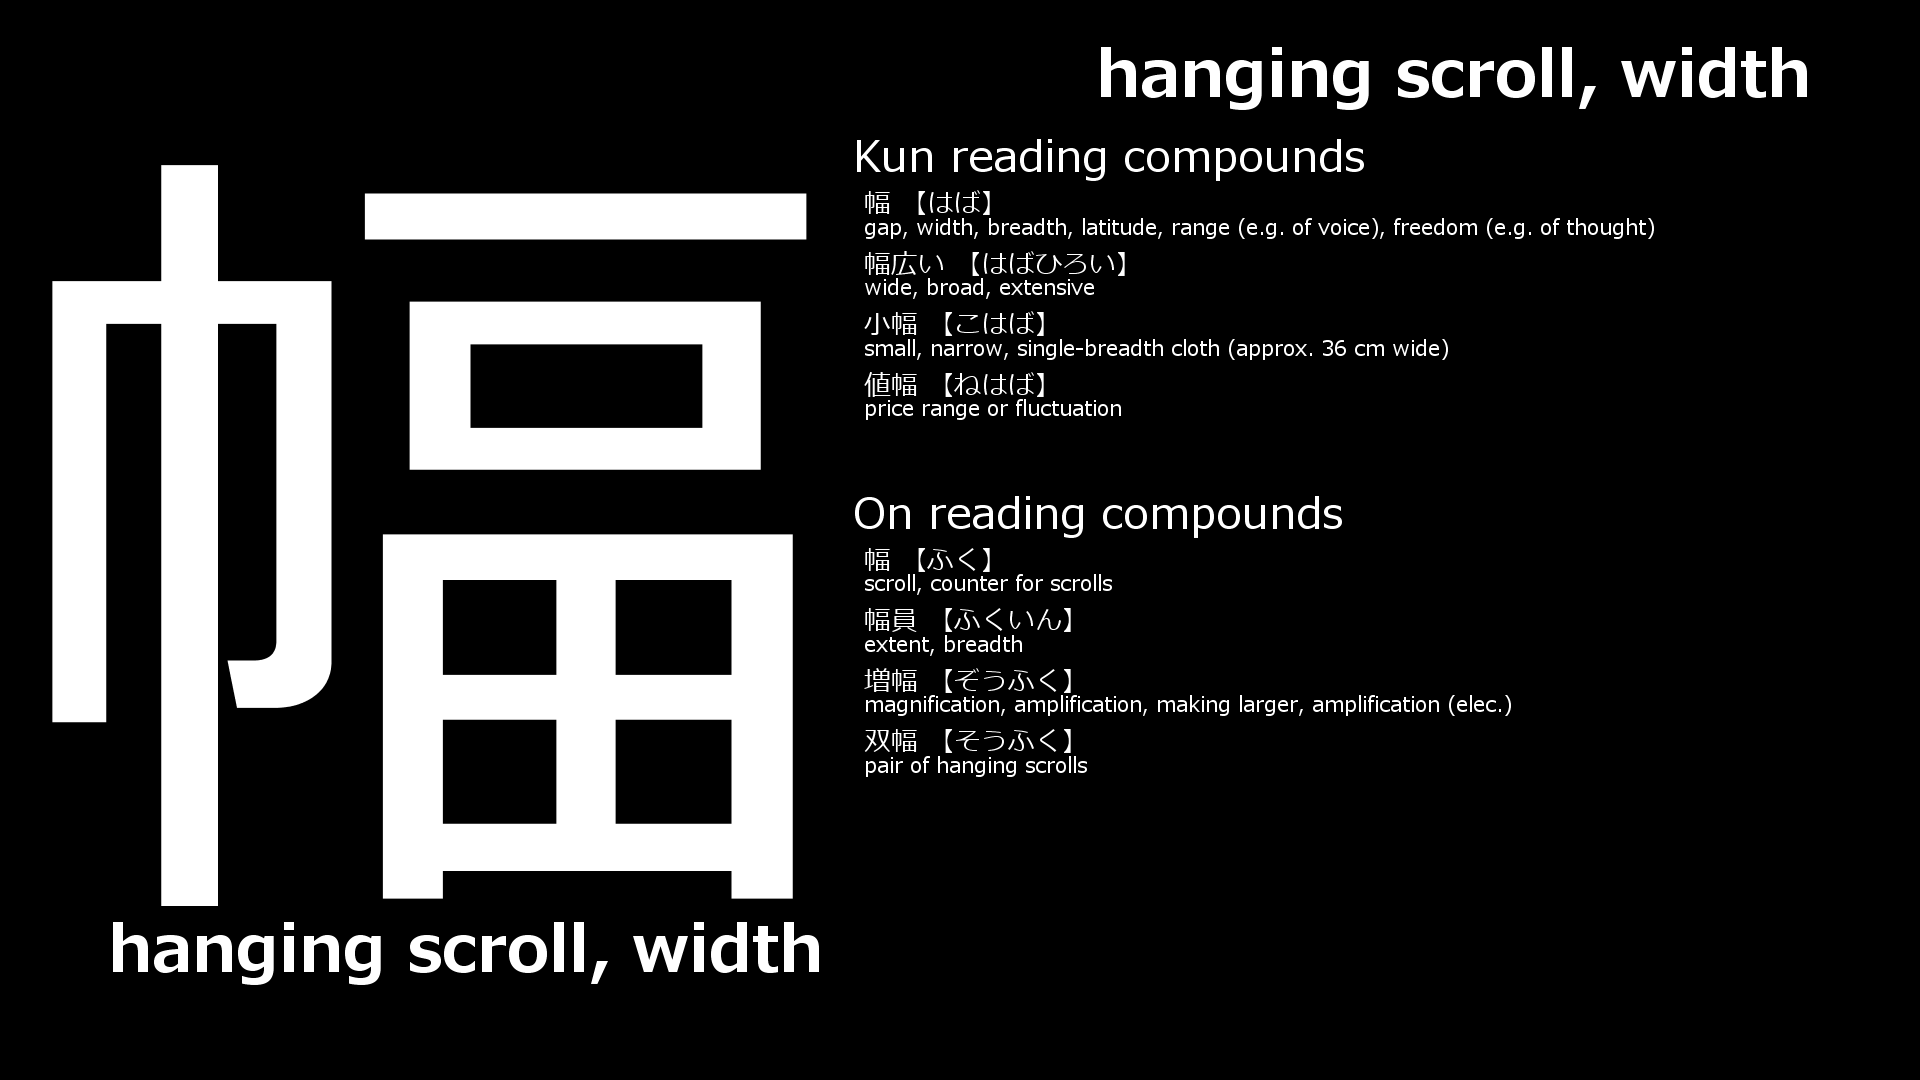 幅
hanging scroll, width
hanging scroll, width
Kun reading compounds
幅 【はば】
gap, width, breadth, latitude, range (e.g. of voice), freedom (e.g. of thought)
幅広い 【はばひろい】
wide, broad, extensive
小幅 【こはば】
small, narrow, single-breadth cloth (approx. 36 cm wide)
値幅 【ねはば】
price range or fluctuation
On reading compounds
幅 【ふく】
scroll, counter for scrolls
幅員 【ふくいん】
extent, breadth
増幅 【ぞうふく】
magnification, amplification, making larger, amplification (elec.)
双幅 【そうふく】
pair of hanging scrolls